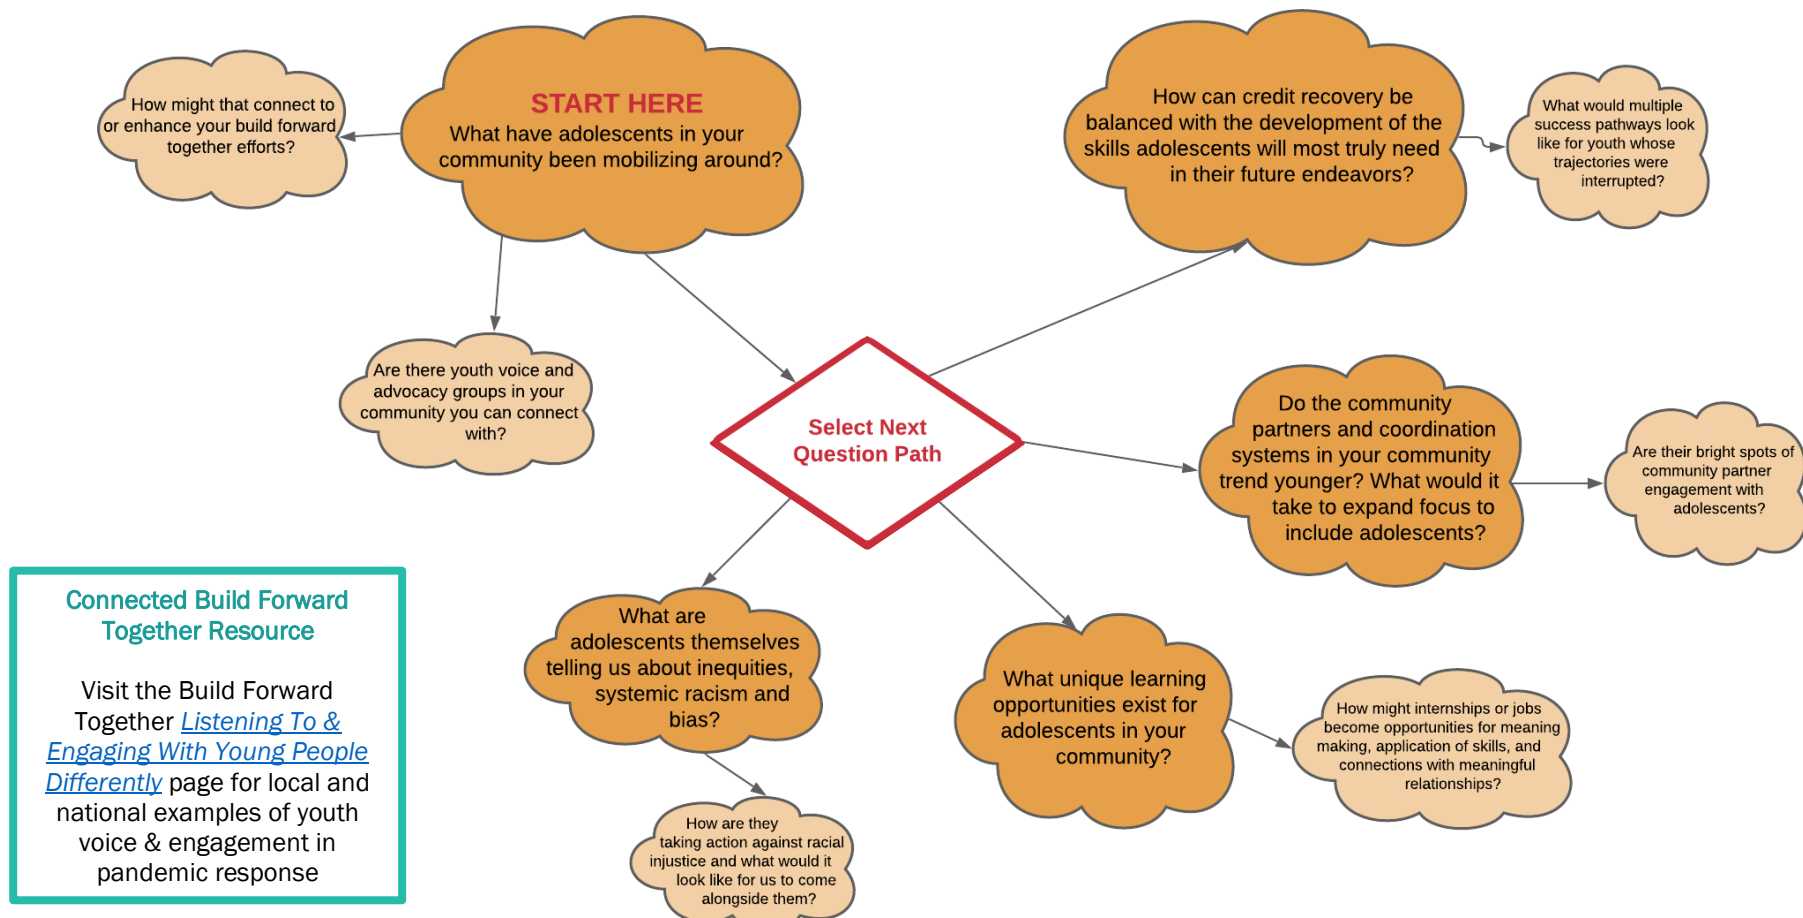 START HERE
What have adolescents in your
community been mobilizing around?
How might that connect to
or enhance your build forward
together efforts?
Are there youth voice and
advocacy groups in your
community you can connect
with?
Select Next
Question Path
How can credit recovery be
balanced with the development of the
skills adolescents will most truly need
in their future endeavors?
What would multiple
success pathways look
like for youth whose
trajectories were
interrupted?
Do the community
partners and coordination
systems in your community
trend younger? What would it
take to expand focus to
include adolescents?
Are their bright spots of
community partner
engagement with
adolescents?
What unique learning
opportunities exist for
adolescents in your
community?
How might internships or jobs
become opportunities for meaning
making, application of skills, and
connections with meaningful
relationships?
What are
adolescents themselves
telling us about inequities,
systemic racism and
bias?
How are they
taking action against racial
injustice and what would it
look like for us to come
alongside them?
Connected Build Forward
Together Resource
Visit the Build Forward
Together Listening To &
Engaging With Young People
Differently page for local and
national examples of youth
voice & engagement in
pandemic response